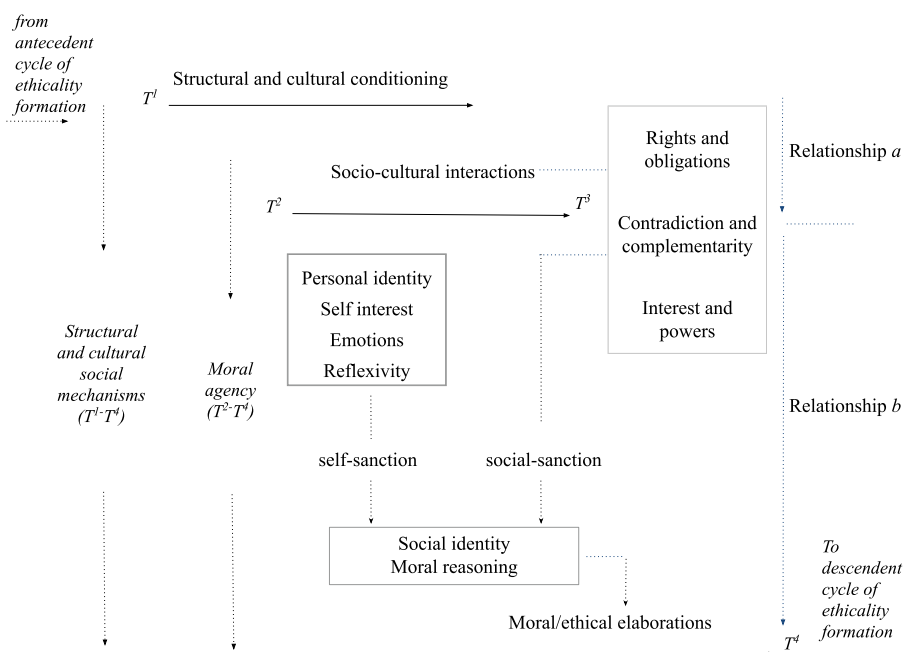 from
antecedent
cycle of
ethicality
formation
T¹
Structural and cultural conditioning
Rights and
obligations
Relationship a
Socio-cultural interactions
T²
T³
Contradiction and
complementarity
Personal identity
Self interest
Emotions
Reflexivity
Interest and
powers
Structural
and cultural
social
mechanisms
(T¹-T⁴)
Moral
agency
(T²-T⁴)
Relationship b
self-sanction
social-sanction
Social identity
Moral reasoning
Moral/ethical elaborations
To
descendent
cycle of
ethicality
formation
T⁴